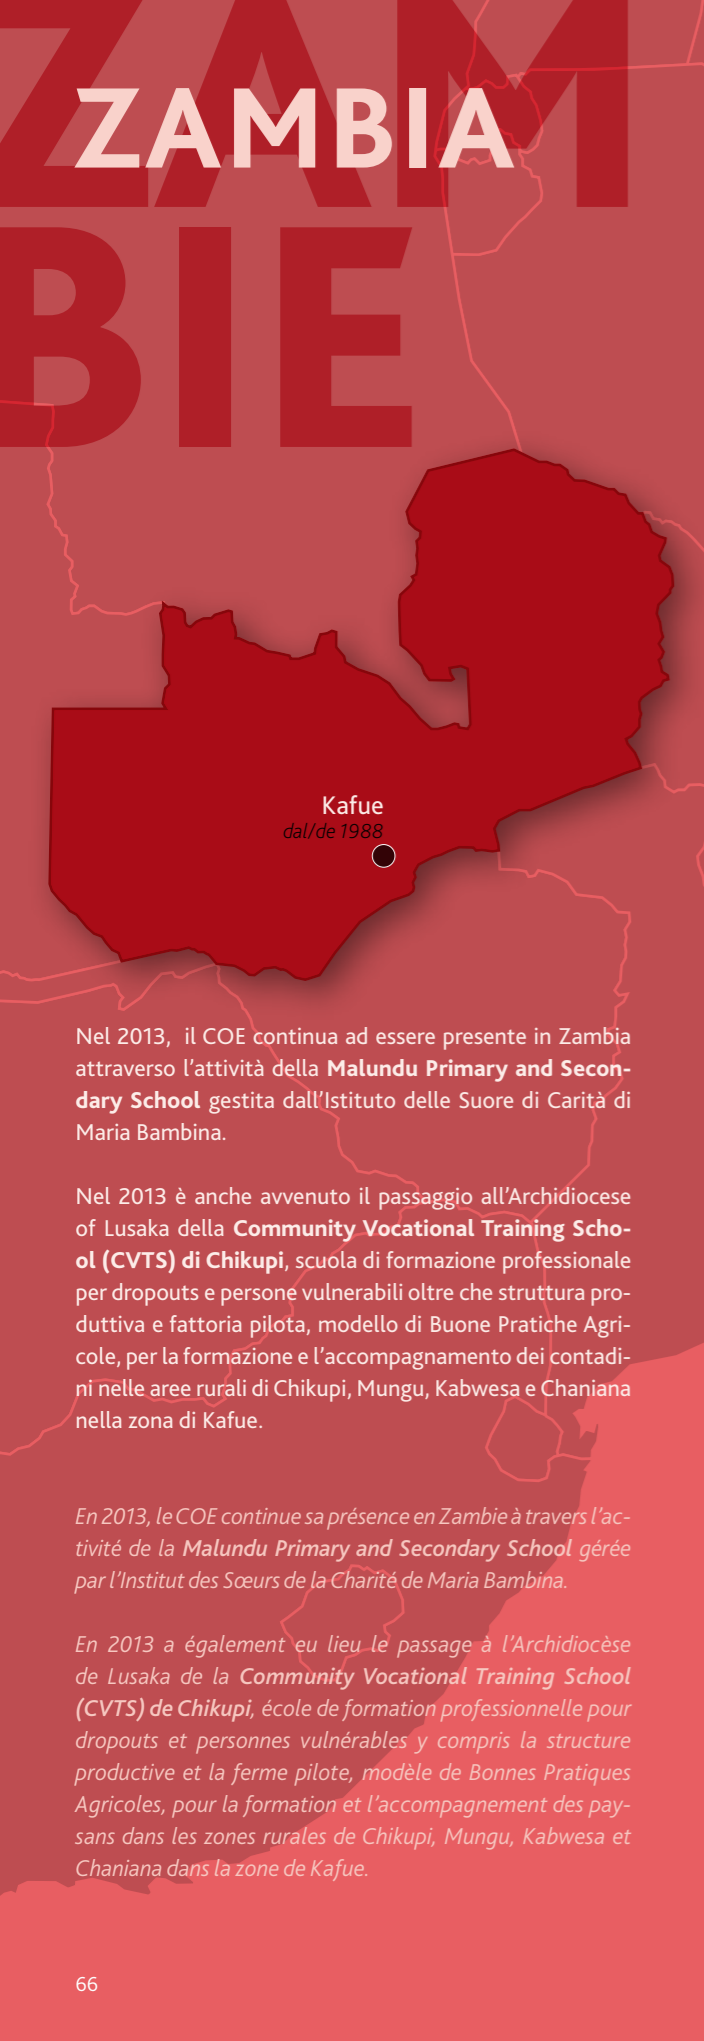 ZAM
ZAMBIA
BIE
Kafue
dal/de 1988
Nel 2013, il COE continua ad essere presente in Zambia
attraverso l'attività della Malundu Primary and Secon-
dary School gestita dall'Istituto delle Suore di Carità di
Maria Bambina.
Nel 2013 è anche avvenuto il passaggio all'Archidiocese
of Lusaka della Community Vocational Training Scho-
ol (CVTS) di Chikupi, scuola di formazione professionale
per dropouts e persone vulnerabili oltre che struttura pro-
duttiva e fattoria pilota, modello di Buone Pratiche Agri-
cole, per la formazione e l'accompagnamento dei contadi-
ni nelle aree rurali di Chikupi, Mungu, Kabwesa e Chaniana
nella zona di Kafue.
En 2013, le COE continue sa présence en Zambie à travers l'ac-
tivité de la Malundu Primary and Secondary School gérée
par l'Institut des Sœurs de la Charité de Maria Bambina.
En 2013 a également eu lieu le passage à l'Archidiocèse
de Lusaka de la Community Vocational Training School
(CVTS) de Chikupi, école de formation professionnelle pour
dropouts et personnes vulnérables y compris la structure
productive et la ferme pilote, modèle de Bonnes Pratiques
Agricoles, pour la formation et l'accompagnement des pay-
sans dans les zones rurales de Chikupi, Mungu, Kabwesa et
Chaniana dans la zone de Kafue.
66